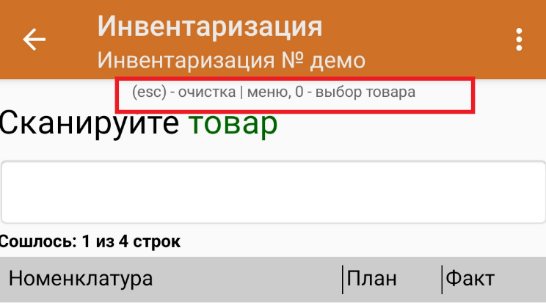 Инвентаризация
Инвентаризация № демо
(esc) - очистка | меню, 0 - выбор товара
Сканируйте товар
Сошлось: 1 из 4 строк
Номенклатура План Факт